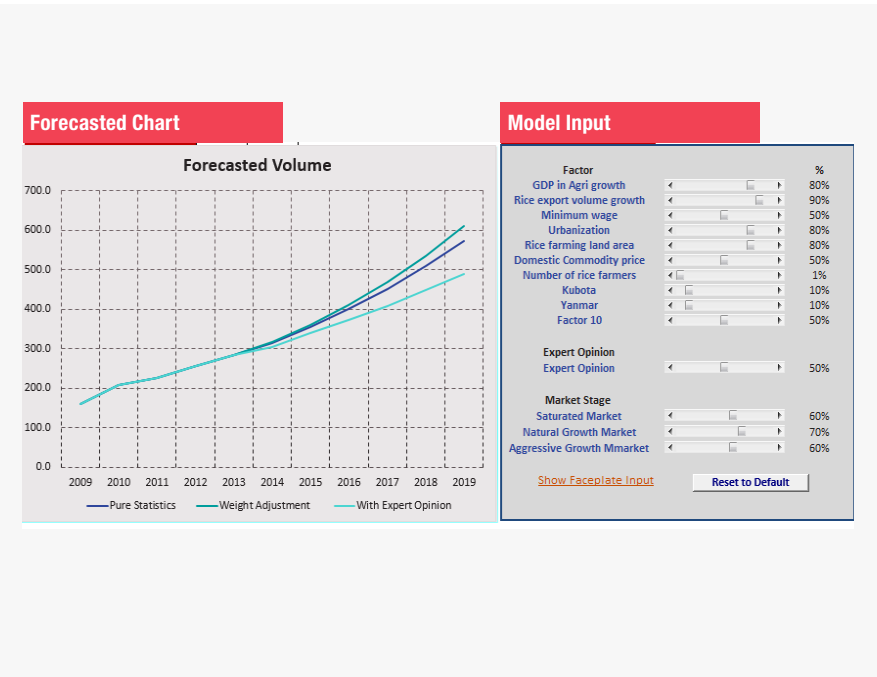 Forecasted Chart
Forecasted Volume
700.0
600.0
500.0
400.0
300.0
200.0
100.0
0.0
2009 2010 2011 2012 2013 2014 2015 2016 2017 2018 2019
Pure Statistics Weight Adjustment With Expert Opinion
Model Input
Factor %
GDP in Agri growth 80%
Rice export volume growth 90%
Minimum wage 50%
Urbanization 80%
Rice farming land area 80%
Domestic Commodity price 50%
Number of rice farmers 1%
Kubota 10%
Yanmar 10%
Factor 10 50%
Expert Opinion
Expert Opinion 50%
Market Stage
Saturated Market 60%
Natural Growth Market 70%
Aggressive Growth Mmarket 60%
Show Faceplate Input Reset to Default